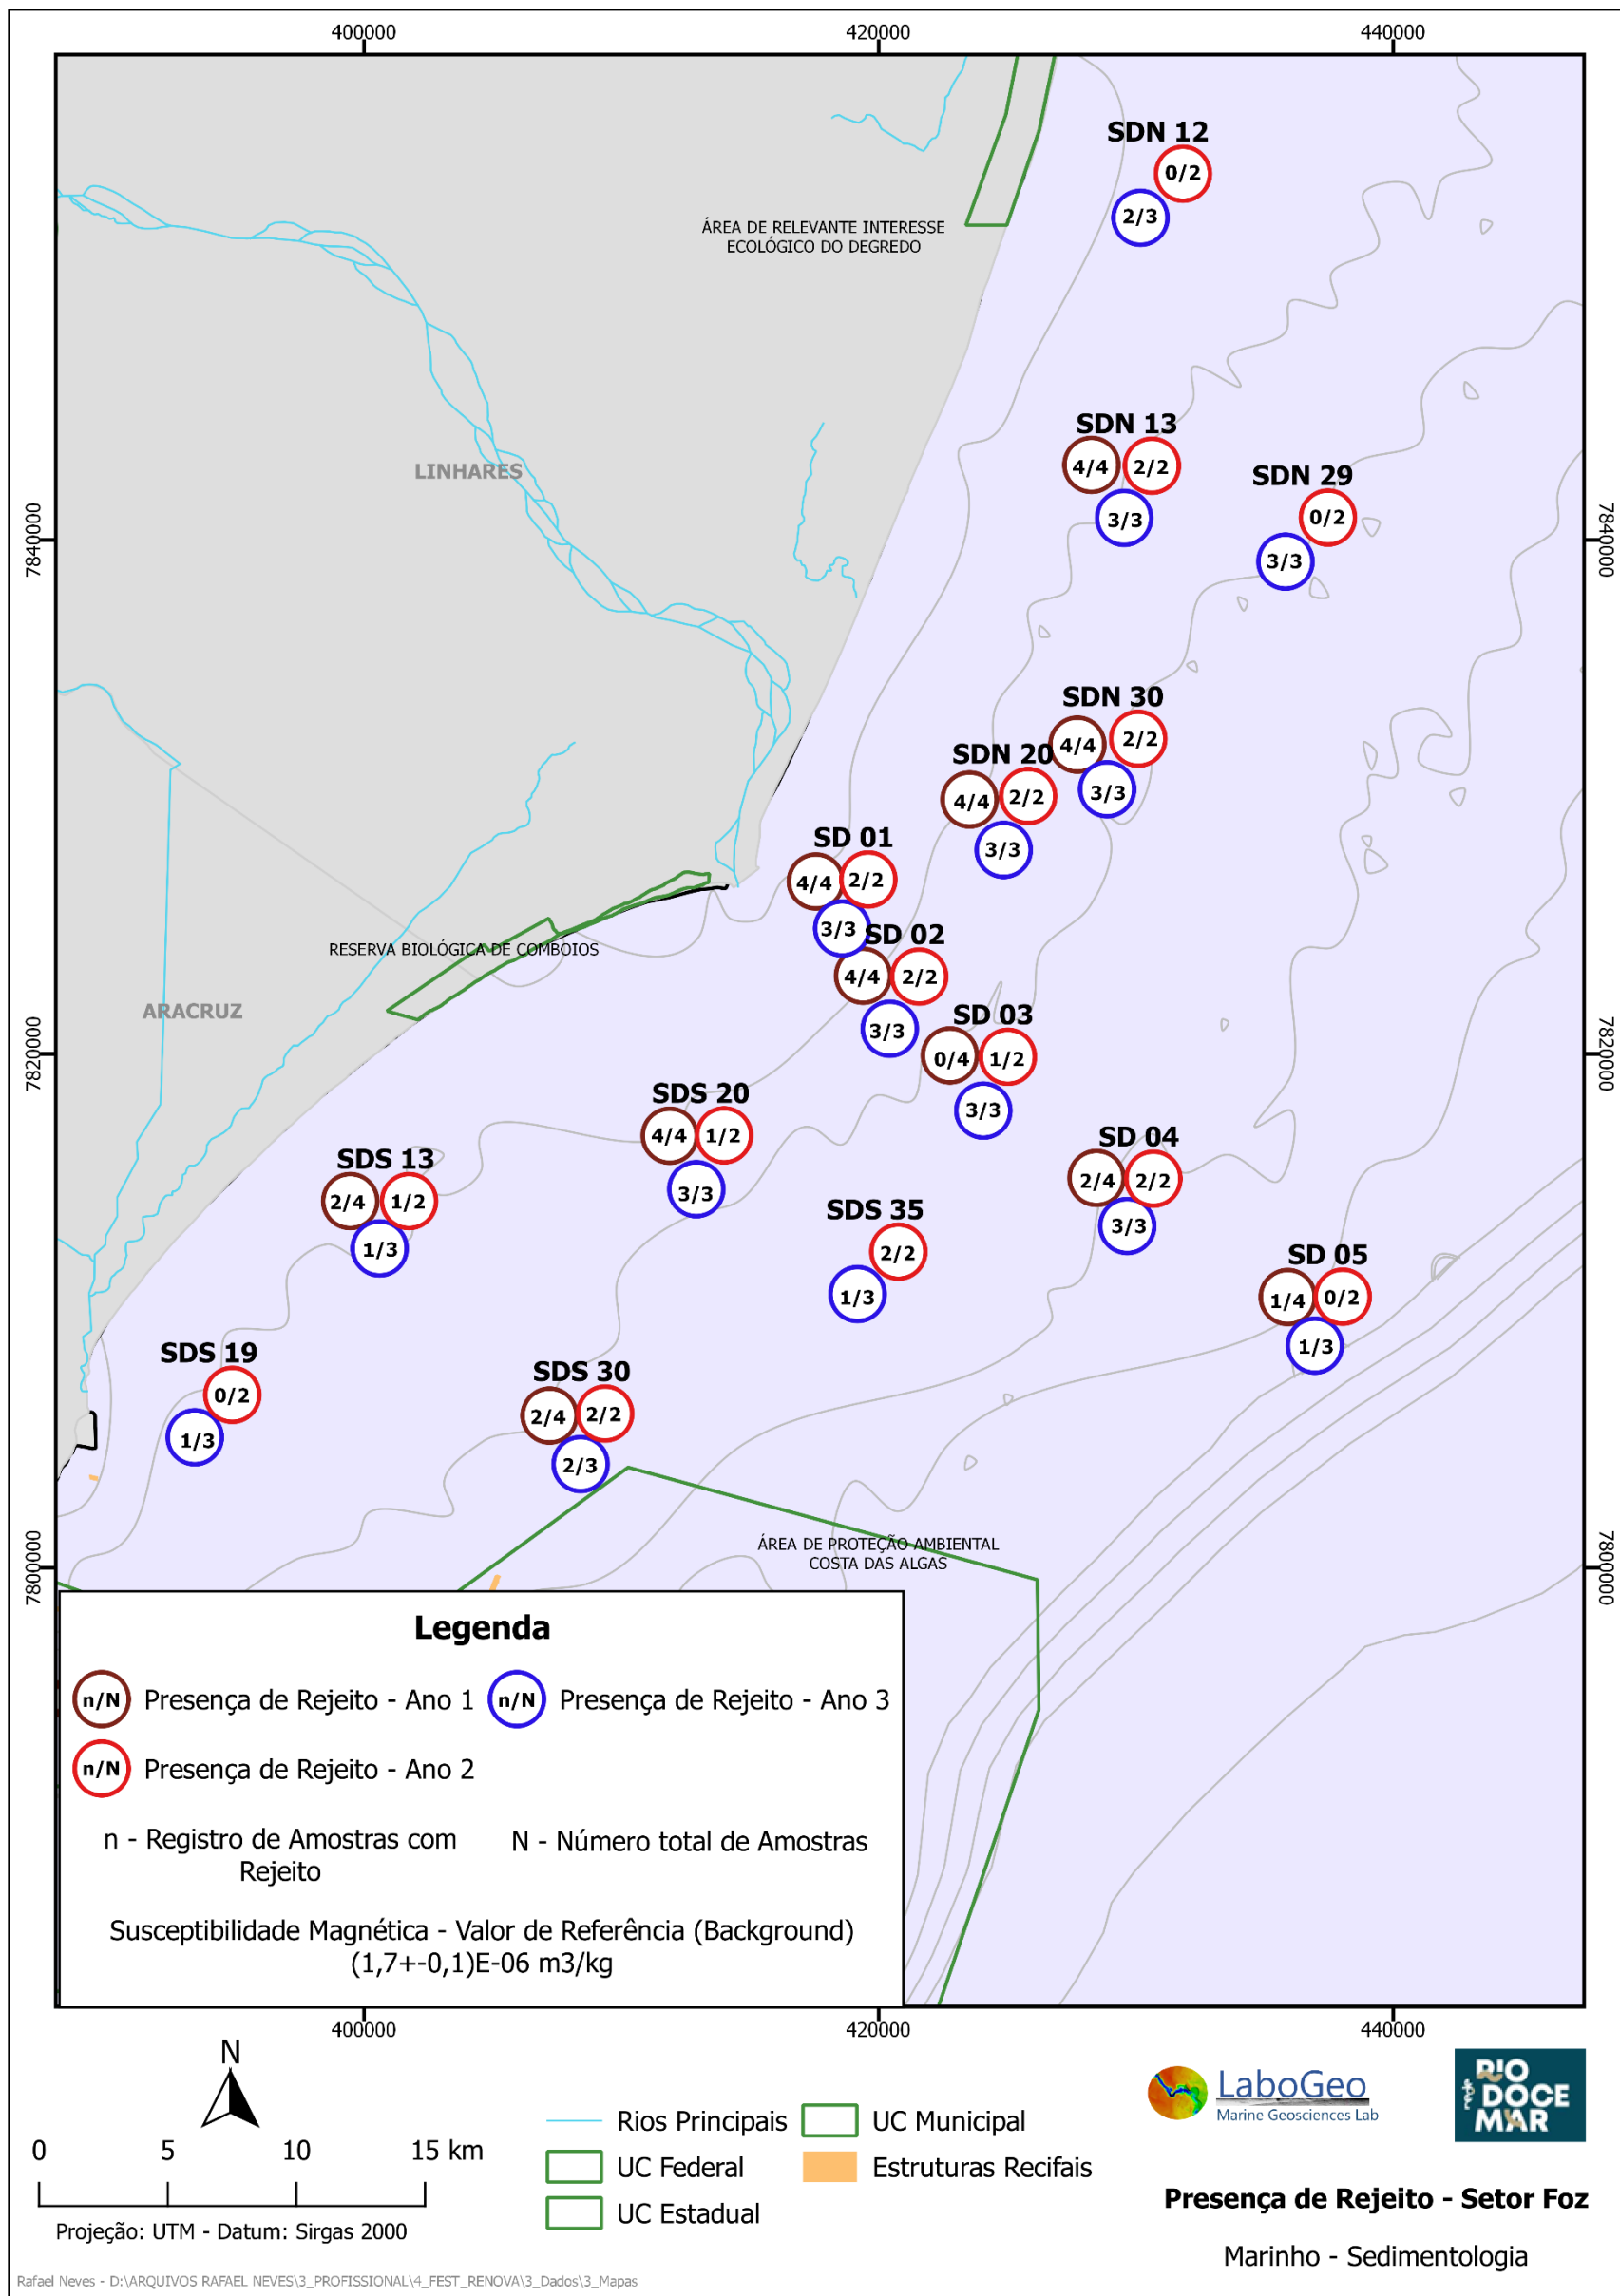 400000
420000
440000
SDN 12
0/2
2/3
ÁREA DE RELEVANTE INTERESSE
ECOLÓGICO DO DEGREDO
SDN 13
4/4
2/2
3/3
LINHARES
SDN 29
0/2
3/3
7840000
7840000
SDN 30
4/4
2/2
3/3
SDN 20
4/4
2/2
3/3
SD 01
4/4
2/2
3/3
SD 02
4/4
2/2
3/3
RESERVA BIOLÓGICA DE COMBOIOS
ARACRUZ
SD 03
0/4
1/2
3/3
7820000
7820000
SDS 20
4/4
1/2
3/3
SD 04
2/4
2/2
3/3
SDS 13
2/4
1/2
1/3
SDS 35
2/2
1/3
SD 05
1/4
0/2
1/3
SDS 19
0/2
1/3
SDS 30
2/4
2/2
2/3
ÁREA DE PROTEÇÃO AMBIENTAL
COSTA DAS ALGAS
7800000
7800000
Legenda
n/N Presença de Rejeito - Ano 1
n/N Presença de Rejeito - Ano 3
n/N Presença de Rejeito - Ano 2
n - Registro de Amostras com
Rejeito
N - Número total de Amostras
Susceptibilidade Magnética - Valor de Referência (Background)
(1,7+-0,1)E-06 m3/kg
400000
420000
440000
N
0 5 10 15 km
Projeção: UTM - Datum: Sirgas 2000
Rios Principais
UC Federal
UC Estadual
UC Municipal
Estruturas Recifais
LaboGeo
Marine Geosciences Lab
RIO
DOCE
MAR
Presença de Rejeito - Setor Foz
Marinho - Sedimentologia
Rafael Neves - D:\ARQUIVOS RAFAEL NEVES\3_PROFISSIONAL\4_FEST_RENOVA\3_Dados\3_Mapas